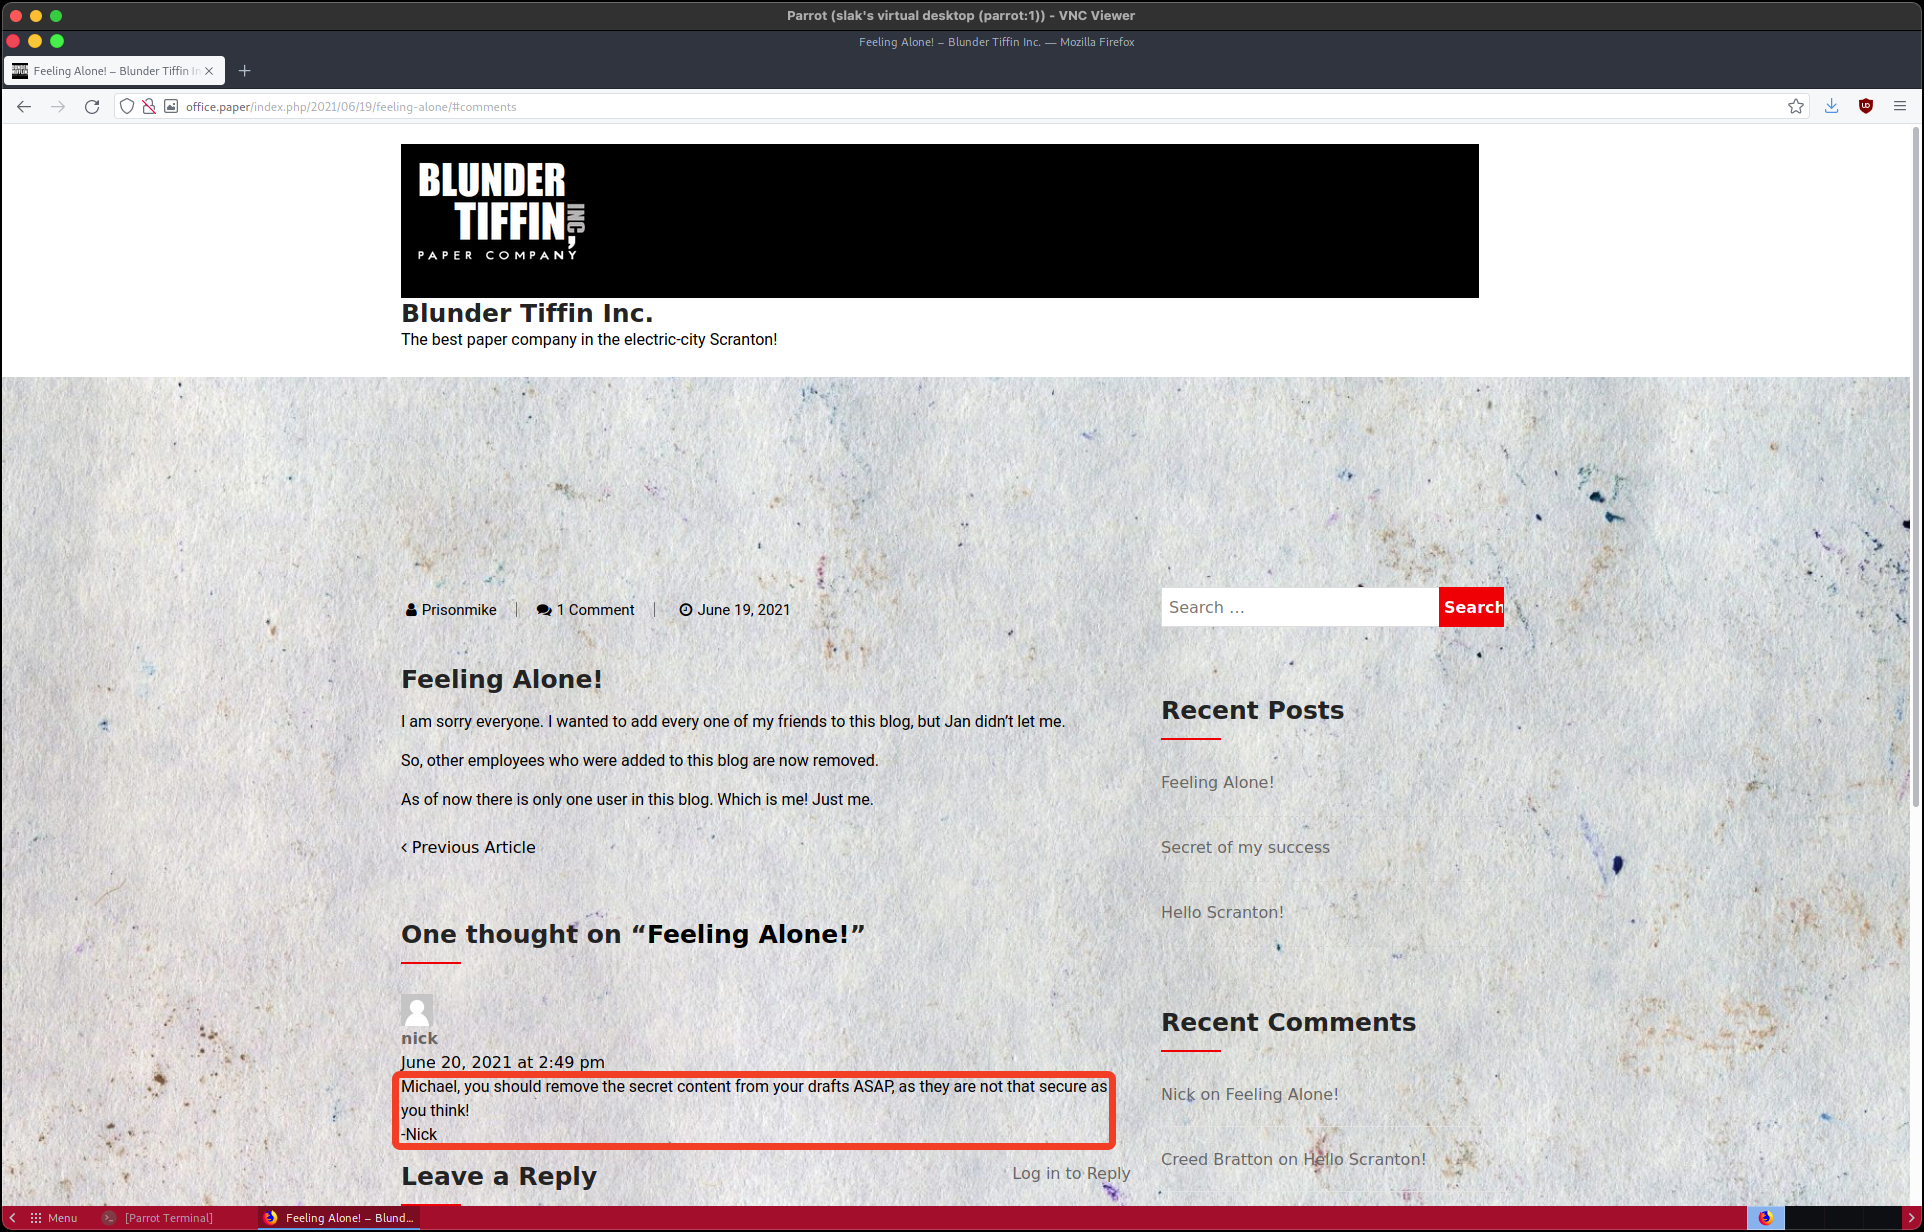 Parrot (slak's virtual desktop (parrot:1)) - VNC Viewer
Feeling Alone! – Blunder Tiffin Inc. — Mozilla Firefox
Feeling Alone! – Blunder Tiffin In
office.paper/index.php/2021/06/19/feeling-alone/#comments
BLUNDER
TIFFIN, INC
PAPER COMPANY
Blunder Tiffin Inc.
The best paper company in the electric-city Scranton!
Prisonmike
1 Comment
June 19, 2021
Search …
Search
Feeling Alone!
I am sorry everyone. I wanted to add every one of my friends to this blog, but Jan didn’t let me.
So, other employees who were added to this blog are now removed.
As of now there is only one user in this blog. Which is me! Just me.
‹ Previous Article
One thought on “Feeling Alone!”
nick
June 20, 2021 at 2:49 pm
Michael, you should remove the secret content from your drafts ASAP, as they are not that secure as
you think!
-Nick
Log in to Reply
Leave a Reply
Recent Posts
Feeling Alone!
Secret of my success
Hello Scranton!
Recent Comments
Nick on Feeling Alone!
Creed Bratton on Hello Scranton!
Menu
[Parrot Terminal]
Feeling Alone! – Blund...